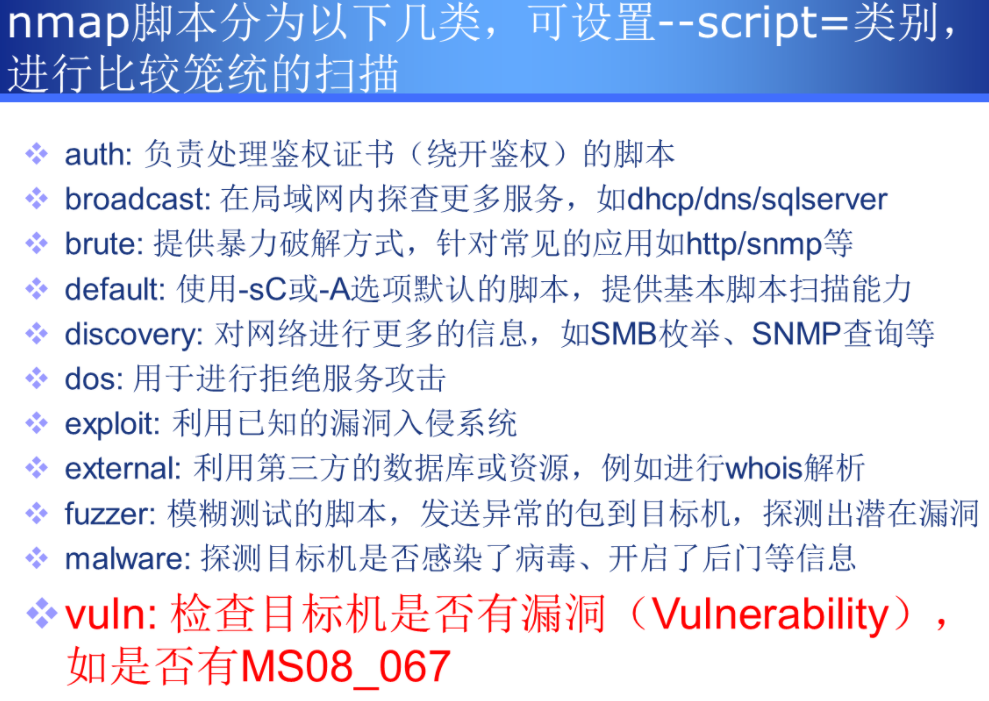 nmap脚本分为以下几类，可设置--script=类别，
进行比较笼统的扫描
auth: 负责处理鉴权证书（绕开鉴权）的脚本
broadcast: 在局域网内探查更多服务，如dhcp/dns/sqlserver
brute: 提供暴力破解方式，针对常见的应用如http/snmp等
default: 使用-sC或-A选项默认的脚本，提供基本脚本扫描能力
discovery: 对网络进行更多的信息，如SMB枚举、SNMP查询等
dos: 用于进行拒绝服务攻击
exploit: 利用已知的漏洞入侵系统
external: 利用第三方的数据库或资源，例如进行whois解析
fuzzer: 模糊测试的脚本，发送异常的包到目标机，探测出潜在漏洞
malware: 探测目标机是否感染了病毒、开启了后门等信息
vuln: 检查目标机是否有漏洞（Vulnerability），
如是否有MS08_067